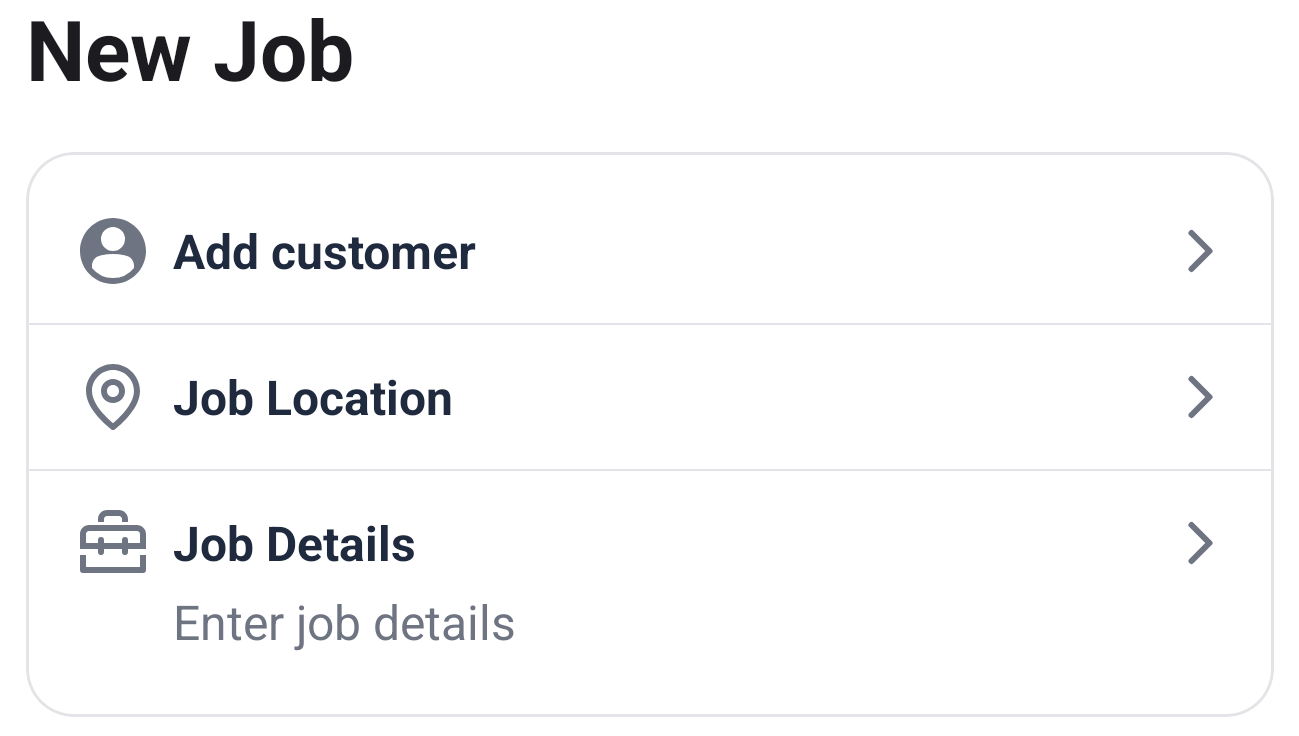 New Job
Add customer
Job Location
Job Details
Enter job details